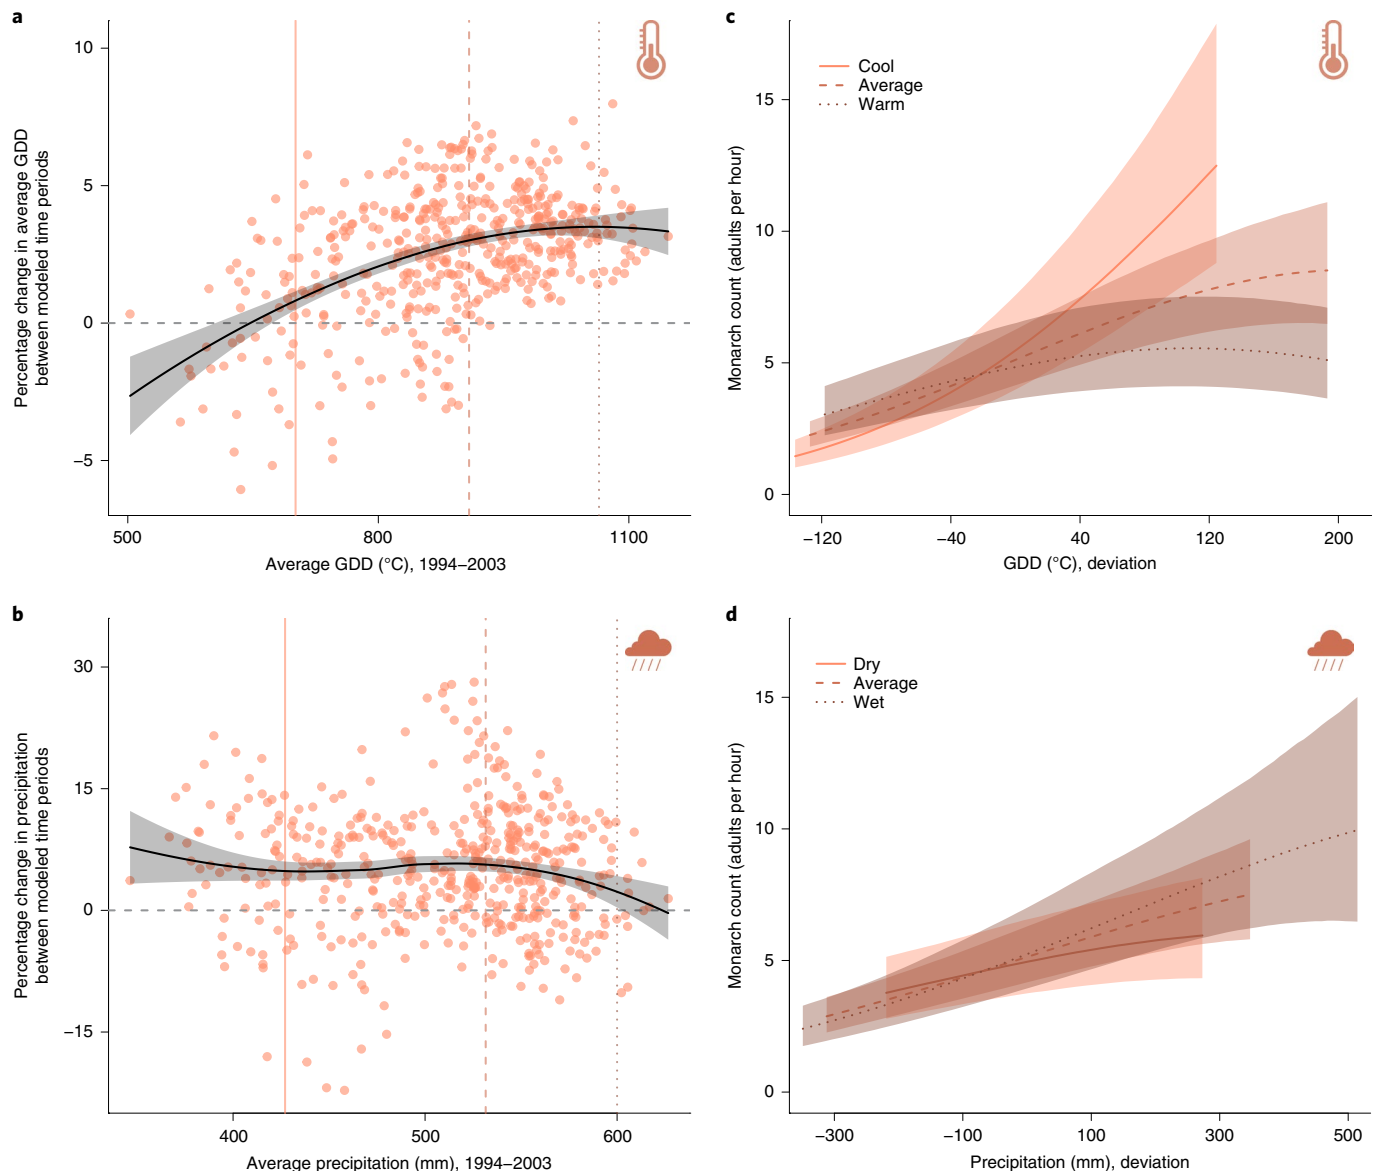 a
10
5
0
−5
500
800
1100
Percentage change in average GDD
between modeled time periods
Average GDD (°C), 1994–2003
c
Cool
Average
Warm
15
10
5
0
−120
−40
40
120
200
Monarch count (adults per hour)
GDD (°C), deviation
b
30
15
0
−15
400
500
600
Percentage change in precipitation
between modeled time periods
Average precipitation (mm), 1994–2003
d
Dry
Average
Wet
15
10
5
0
−300
−100
100
300
500
Monarch count (adults per hour)
Precipitation (mm), deviation